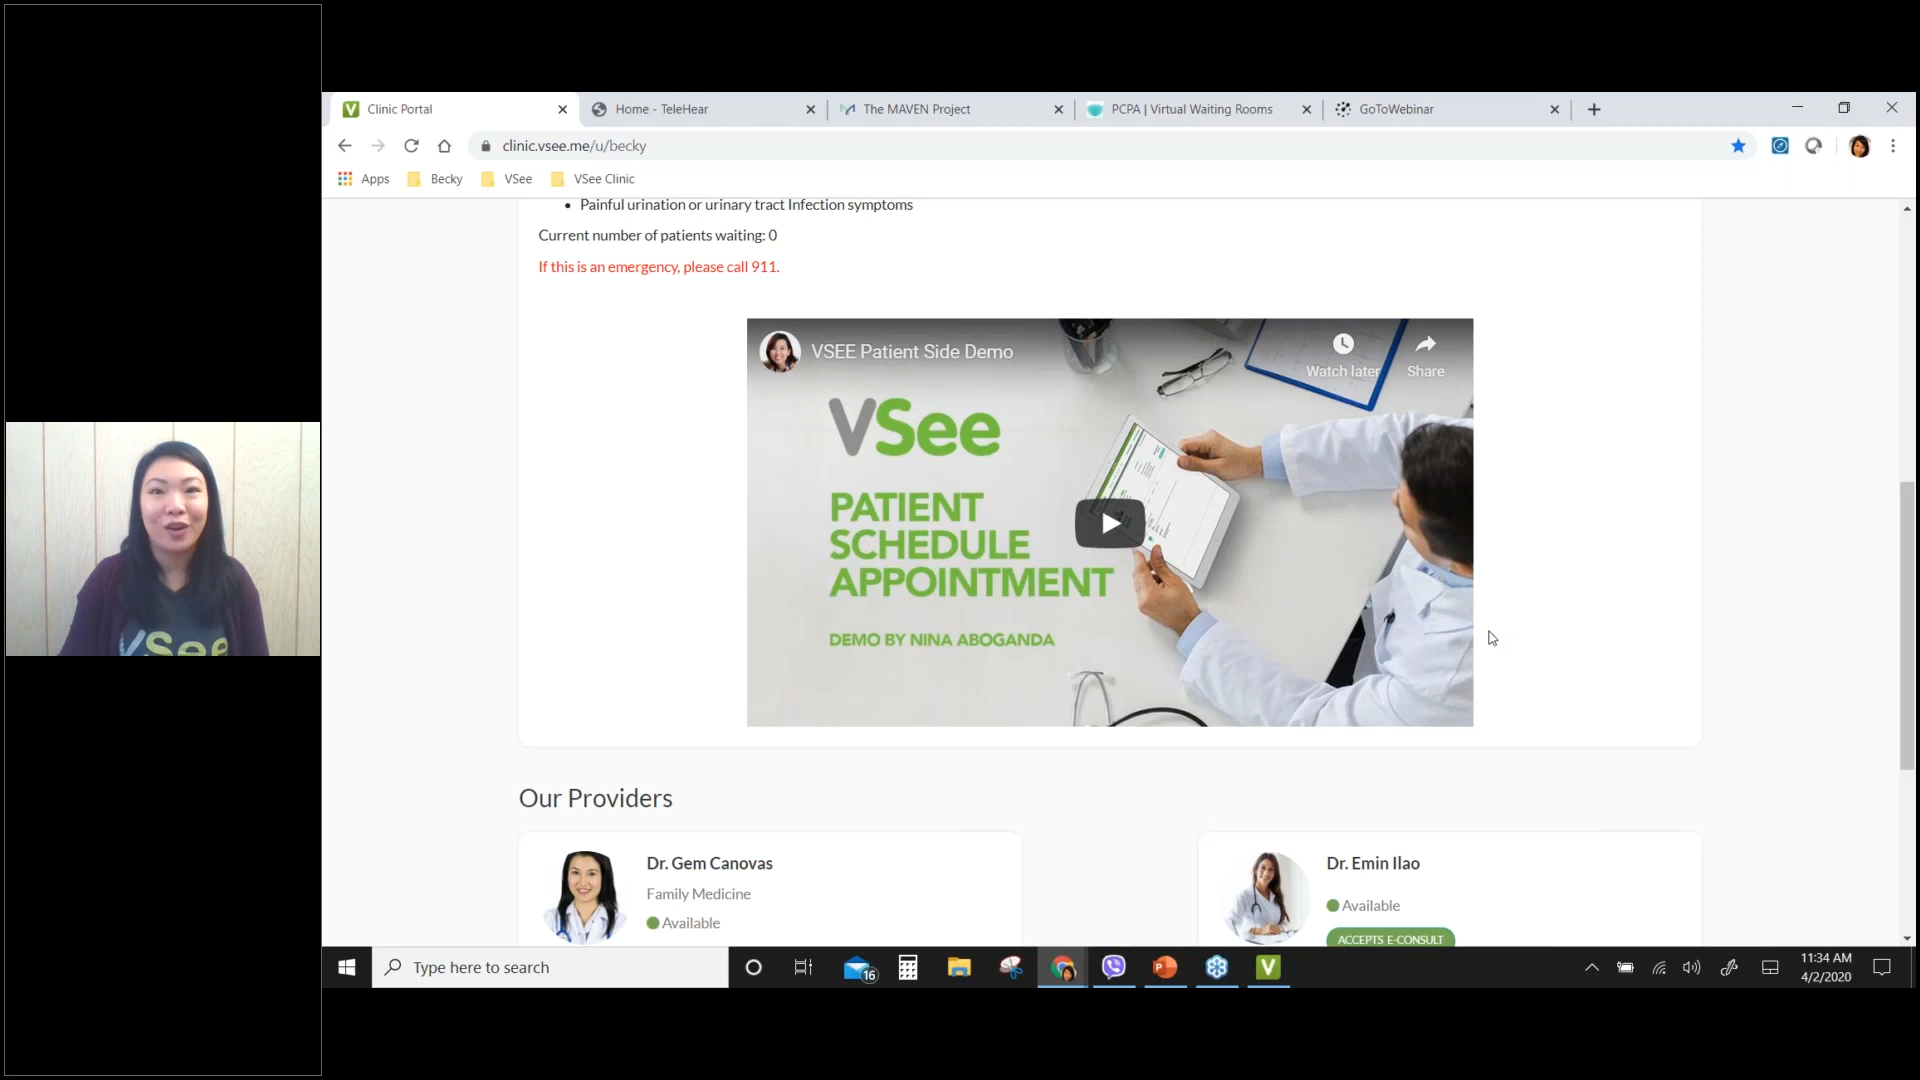 Clinic Portal
Home - TeleHear
The MAVEN Project
PCPA | Virtual Waiting Rooms
GoToWebinar
clinic.vsee.me/u/becky
Apps
Becky
VSee
VSee Clinic
Painful urination or urinary tract Infection symptoms
Current number of patients waiting: 0
If this is an emergency, please call 911.
VSEE Patient Side Demo
Watch later
Share
VSee
PATIENT
SCHEDULE
APPOINTMENT
DEMO BY NINA ABOGANDA
VSee
Our Providers
Dr. Gem Canovas
Family Medicine
Available
Dr. Emin Ilao
Available
ACCEPTS E-CONSULT
Type here to search
16
11:34 AM
4/2/2020